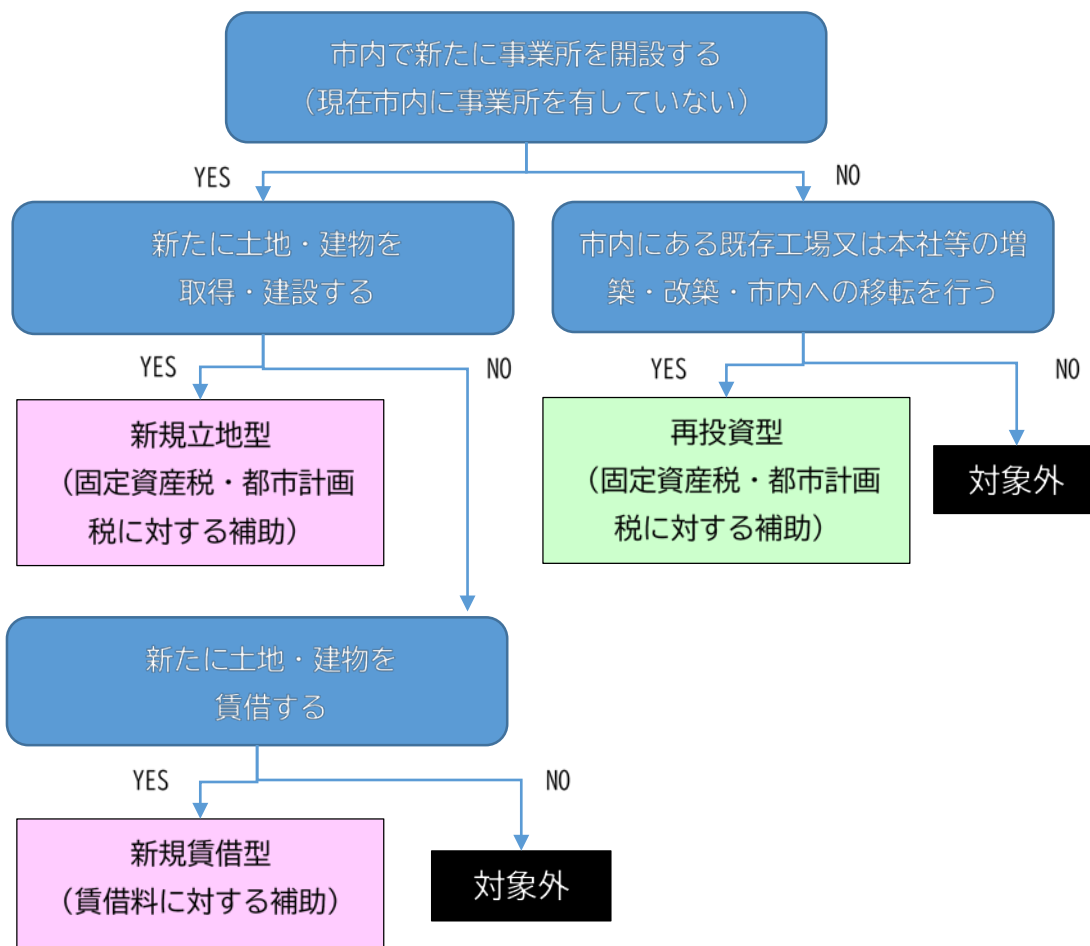 市内で新たに事業所を開設する
（現在市内に事業所を有していない）
YES
NO
新たに土地・建物を
取得・建設する
市内にある既存工場又は本社等の増
築・改築・市内への移転を行う
YES
NO
YES
NO
新規立地型
（固定資産税・都市計画
税に対する補助）
再投資型
（固定資産税・都市計画
税に対する補助）
対象外
新たに土地・建物を
賃借する
YES
NO
新規賃借型
（賃借料に対する補助）
対象外